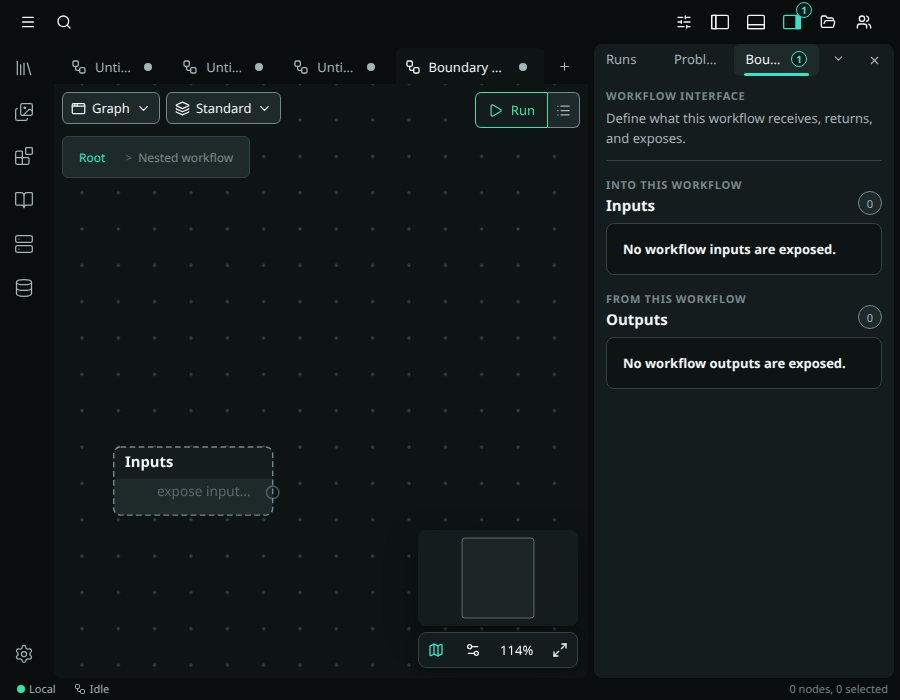 1
Unti...
Unti...
Unti...
Boundary ...
Runs
Probl...
Bou...
1
Graph
Standard
Run
Root
> Nested workflow
WORKFLOW INTERFACE
Define what this workflow receives, returns,
and exposes.
INTO THIS WORKFLOW
Inputs
0
No workflow inputs are exposed.
FROM THIS WORKFLOW
Outputs
0
No workflow outputs are exposed.
Inputs
expose input...
114%
Local
Idle
0 nodes, 0 selected